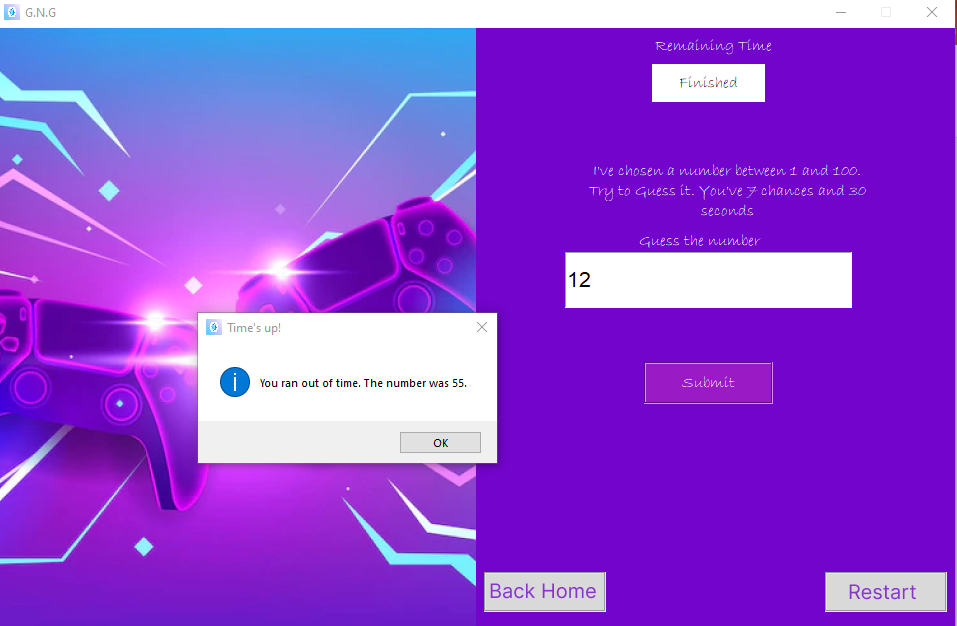 G.N.G
Remaining Time
Finished
I've chosen a number between 1 and 100.
Try to Guess it. You've 7 chances and 30
seconds
Guess the number
12
Time's up!
You ran out of time. The number was 55.
OK
Submit
Back Home
Restart